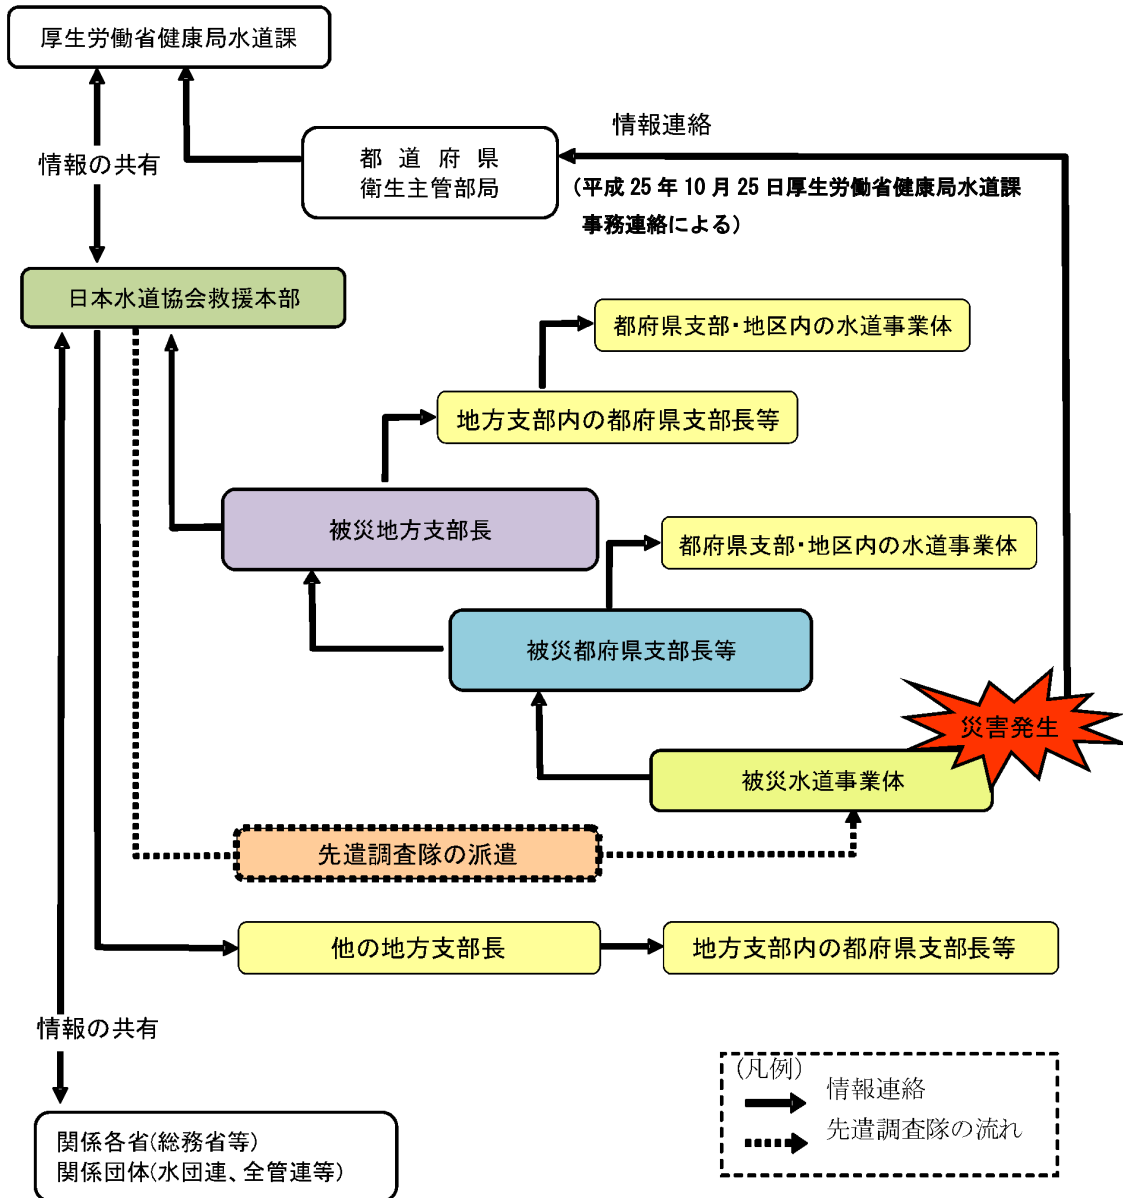 厚生労働省健康局水道課
情報連絡
都道府県
衛生主管部局
情報の共有
(平成25年10月25日厚生労働省健康局水道課
事務連絡による)
日本水道協会救援本部
都府県支部・地区内の水道事業体
地方支部内の都府県支部長等
被災地方支部長
都府県支部・地区内の水道事業体
被災都府県支部長等
災害発生
被災水道事業体
先遣調査隊の派遣
他の地方支部長
地方支部内の都府県支部長等
情報の共有
(凡例)
情報連絡
先遣調査隊の流れ
関係各省(総務省等)
関係団体(水団連、全管連等)